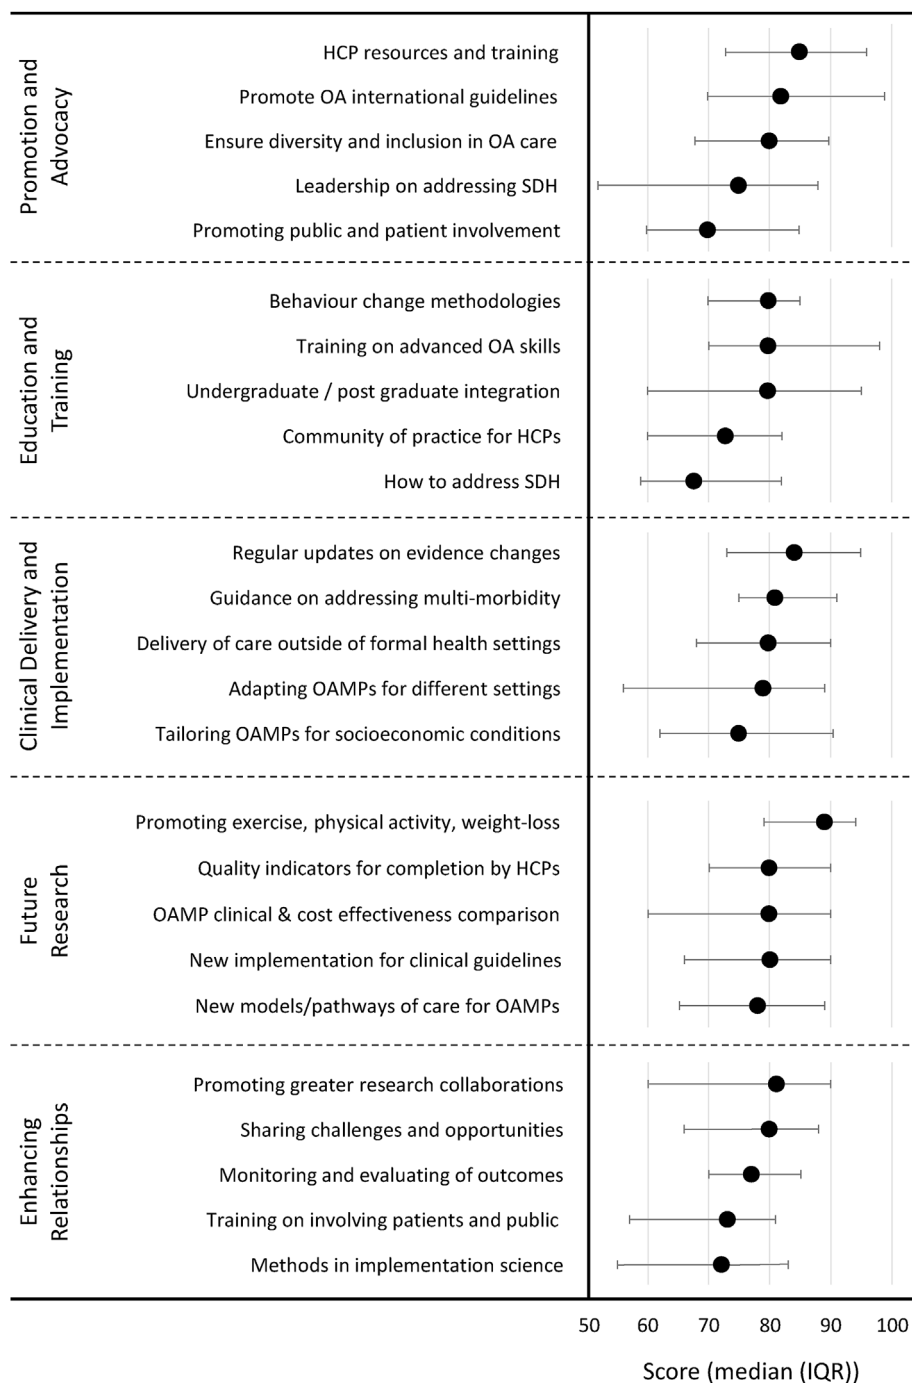 Promotion and
Advocacy
HCP resources and training
Promote OA international guidelines
Ensure diversity and inclusion in OA care
Leadership on addressing SDH
Promoting public and patient involvement
Education and
Training
Behaviour change methodologies
Training on advanced OA skills
Undergraduate / post graduate integration
Community of practice for HCPs
How to address SDH
Clinical Delivery and
Implementation
Regular updates on evidence changes
Guidance on addressing multi-morbidity
Delivery of care outside of formal health settings
Adapting OAMPs for different settings
Tailoring OAMPs for socioeconomic conditions
Future
Research
Promoting exercise, physical activity, weight-loss
Quality indicators for completion by HCPs
OAMP clinical & cost effectiveness comparison
New implementation for clinical guidelines
New models/pathways of care for OAMPs
Enhancing
Relationships
Promoting greater research collaborations
Sharing challenges and opportunities
Monitoring and evaluating of outcomes
Training on involving patients and public
Methods in implementation science
50 60 70 80 90 100
Score (median (IQR))